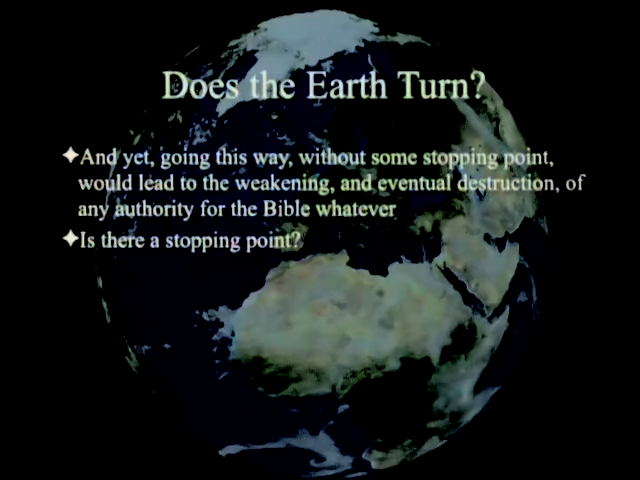 Does the Earth Turn?
✦And yet, going this way, without some stopping point,
would lead to the weakening, and eventual destruction, of
any authority for the Bible whatever
✦Is there a stopping point?